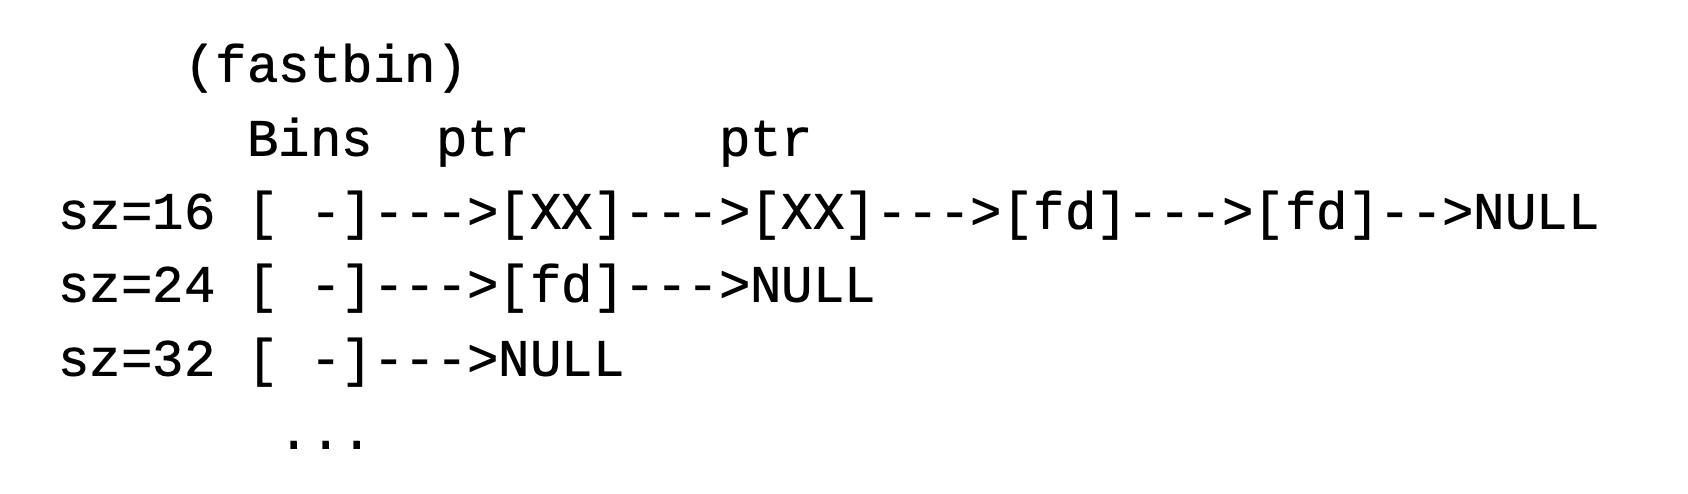 (fastbin)
Bins ptr ptr
sz=16 [ -]--->[XX]--->[XX]--->[fd]--->[fd]-->NULL
sz=24 [ -]--->[fd]--->NULL
sz=32 [ -]--->NULL
...